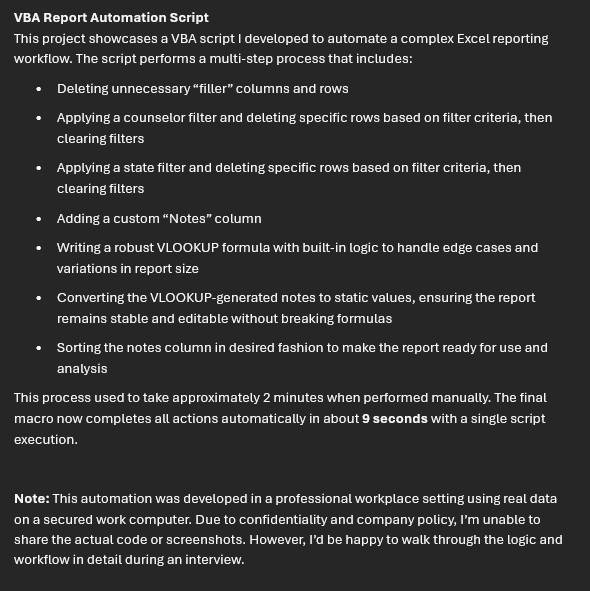 VBA Report Automation Script
This project showcases a VBA script I developed to automate a complex Excel reporting
workflow. The script performs a multi-step process that includes:
• Deleting unnecessary “filler” columns and rows
• Applying a counselor filter and deleting specific rows based on filter criteria, then
clearing filters
• Applying a state filter and deleting specific rows based on filter criteria, then
clearing filters
• Adding a custom “Notes” column
• Writing a robust VLOOKUP formula with built-in logic to handle edge cases and
variations in report size
• Converting the VLOOKUP-generated notes to static values, ensuring the report
remains stable and editable without breaking formulas
• Sorting the notes column in desired fashion to make the report ready for use and
analysis
This process used to take approximately 2 minutes when performed manually. The final
macro now completes all actions automatically in about 9 seconds with a single script
execution.
Note: This automation was developed in a professional workplace setting using real data
on a secured work computer. Due to confidentiality and company policy, I’m unable to
share the actual code or screenshots. However, I’d be happy to walk through the logic and
workflow in detail during an interview.